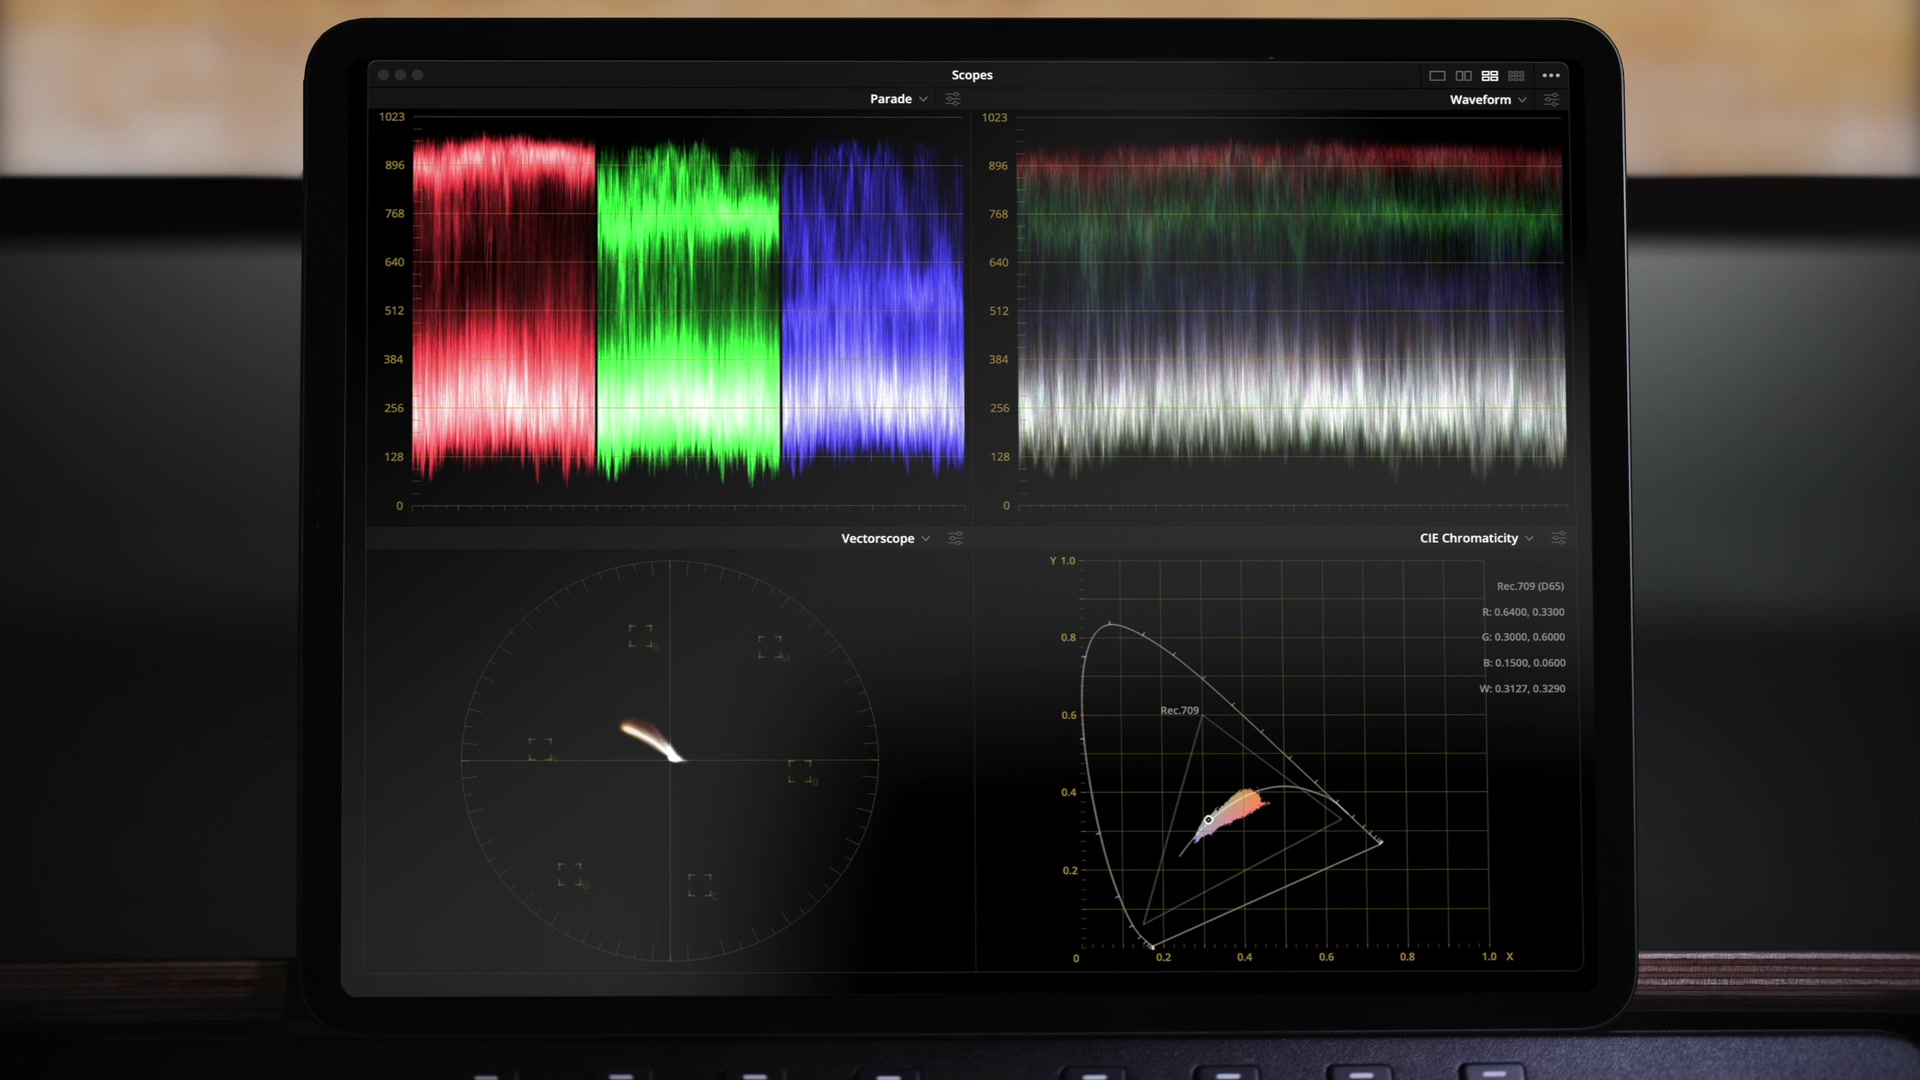 Scopes
Parade
Waveform
1023
896
768
640
512
384
256
128
0
1023
896
768
640
512
384
256
128
0
Vectorscope
CIE Chromaticity
R
M
B
Y 1.0
0.8
0.6
0.4
0.2
0
0.2
0.4
0.6
0.8
1.0 X
Rec.709
Rec.709 (D65)
R: 0.6400, 0.3300
G: 0.3000, 0.6000
B: 0.1500, 0.0600
W: 0.3127, 0.3290